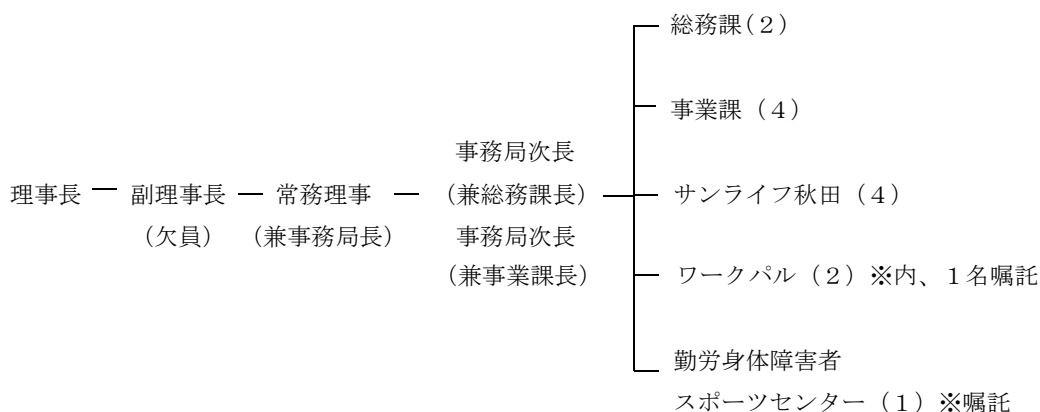 総務課(２)
事業課（４）
事務局次長
理事長 副理事長 常務理事 (兼総務課長) サンライフ秋田（４）
（欠員） （兼事務局長） 事務局次長
(兼事業課長) ワークパル（２）※内、１名嘱託
勤労身体障害者
スポーツセンター（１）※嘱託